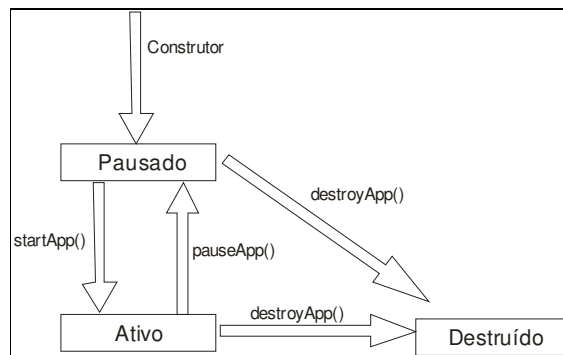 Construtor
Pausado
destroyApp()
startApp()
pauseApp()
destroyApp()
Ativo
Destruído